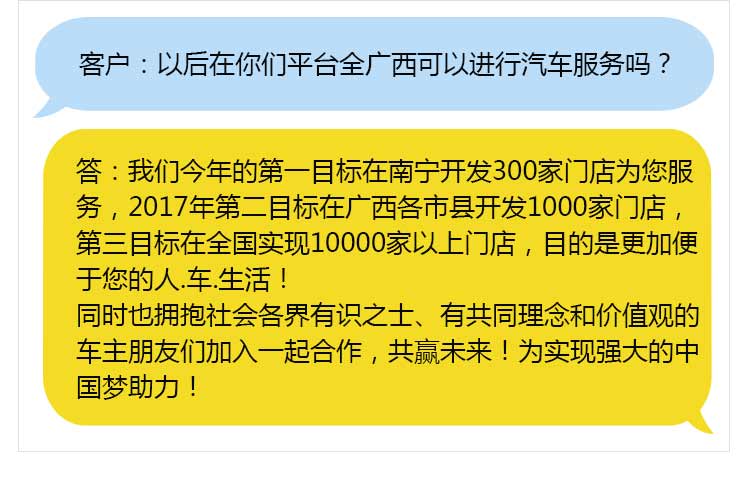 客户：以后在你们平台全广西可以进行汽车服务吗？
答：我们今年的第一目标在南宁开发300家门店为您服
务，2017年第二目标在广西各市县开发1000家门店，
第三目标在全国实现10000家以上门店，目的是更加便
于您的人.车.生活！
同时也拥抱社会各界有识之士、有共同理念和价值观的
车主朋友们加入一起合作，共赢未来！为实现强大的中
国梦助力！